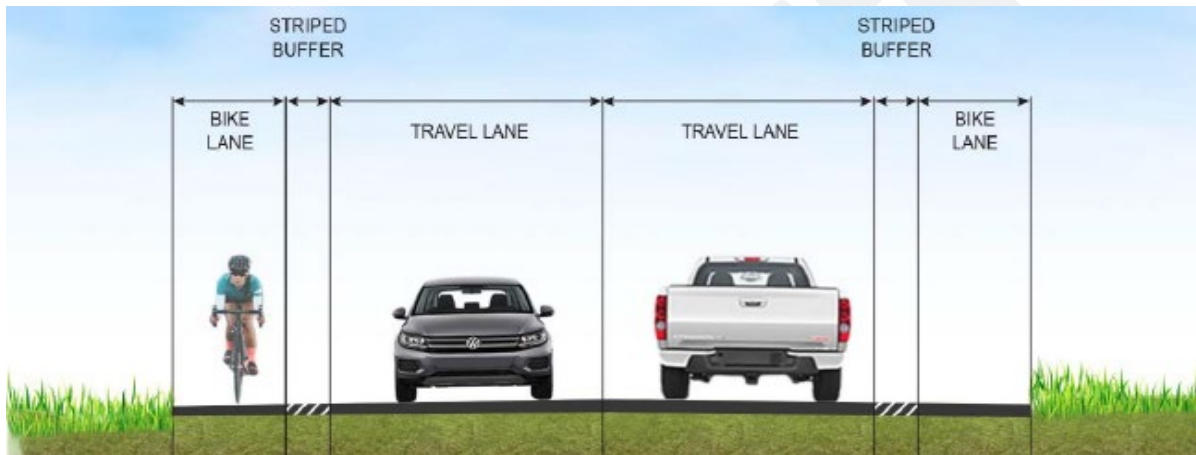 STRIPED
BUFFER
STRIPED
BUFFER
BIKE
LANE
TRAVEL LANE
TRAVEL LANE
BIKE
LANE